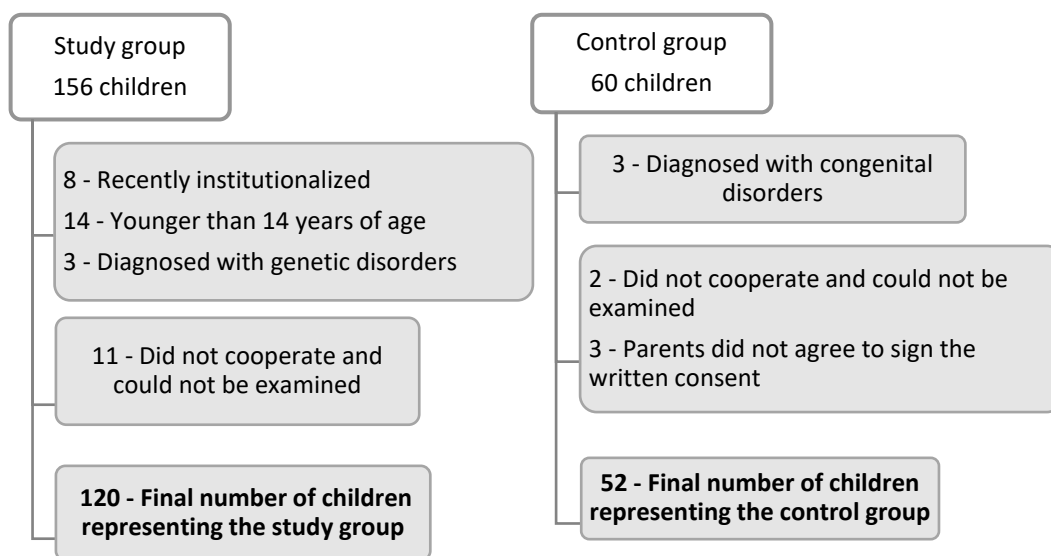 Study group
156 children
8 - Recently institutionalized
14 - Younger than 14 years of age
3 - Diagnosed with genetic disorders
11 - Did not cooperate and
could not be examined
120 - Final number of children
representing the study group
Control group
60 children
3 - Diagnosed with congenital
disorders
2 - Did not cooperate and could not be
examined
3 - Parents did not agree to sign the
written consent
52 - Final number of children
representing the control group